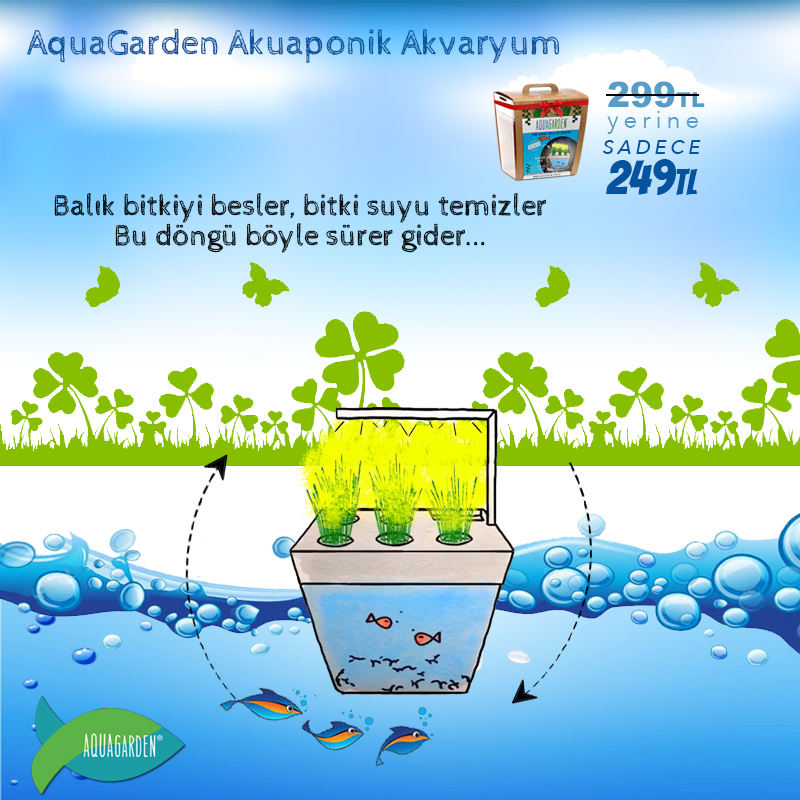 AquaGarden Akuaponik Akvaryum
AQUAGARDEN
299TL
yerine
SADECE
249TL
Balık bitkiyi besler, bitki suyu temizler
Bu döngü böyle sürer gider...
AQUAGARDEN®